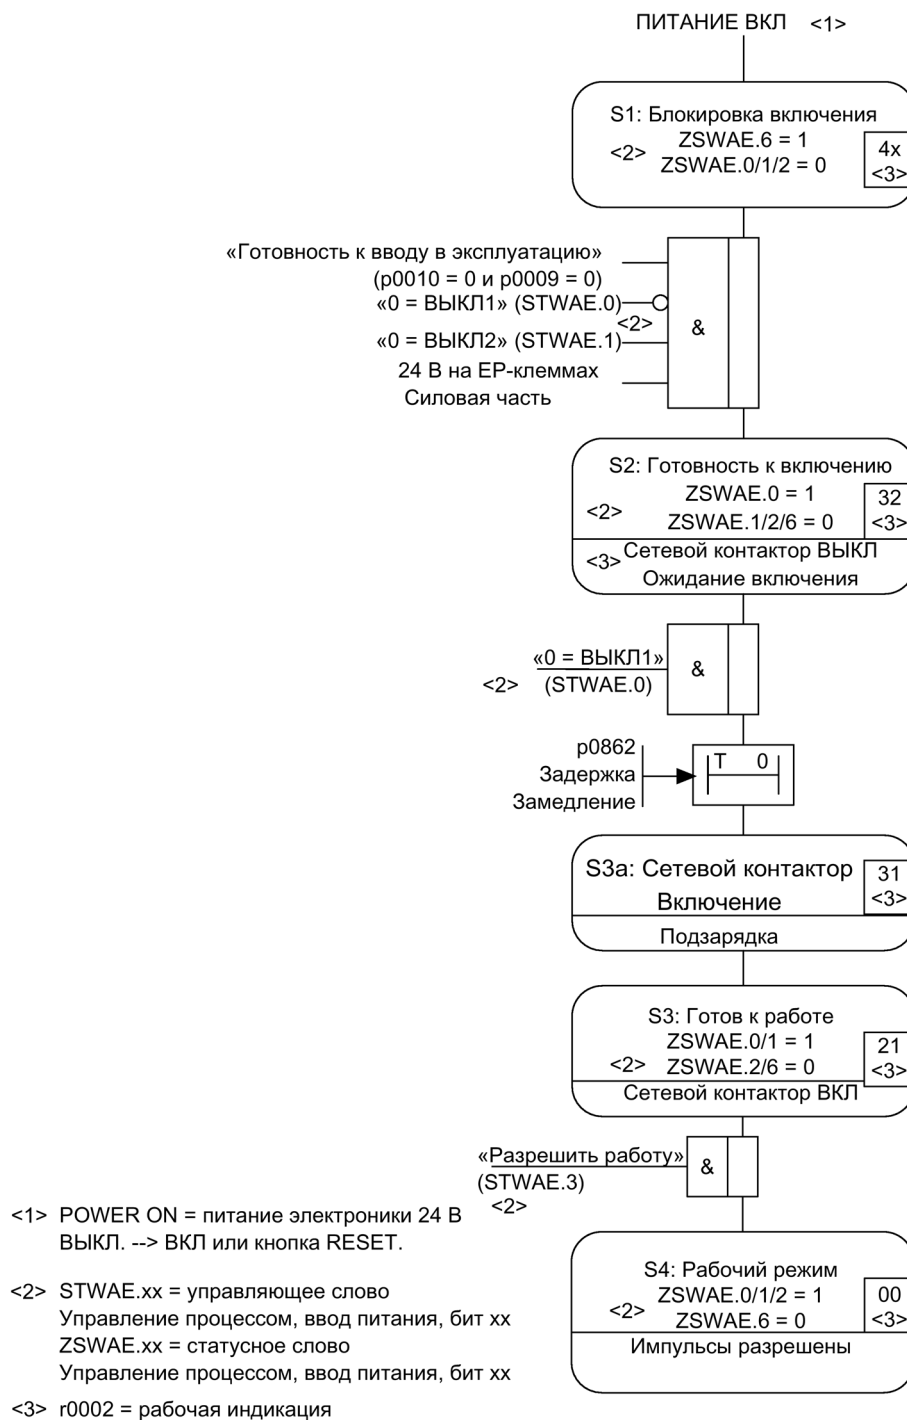 ПИТАНИЕ ВКЛ <1>
S1: Блокировка включения
ZSWAE.6 = 1
<2> ZSWAE.0/1/2 = 0
4x
<3>
«Готовность к вводу в эксплуатацию»
(p0010 = 0 и p0009 = 0)
«0 = ВЫКЛ1» (STWAE.0)
<2>
«0 = ВЫКЛ2» (STWAE.1)
24 В на EP-клеммах
Силовая часть
&
S2: Готовность к включению
ZSWAE.0 = 1
<2> ZSWAE.1/2/6 = 0
32
<3>
<3> Сетевой контактор ВЫКЛ
Ожидание включения
«0 = ВЫКЛ1»
<2> (STWAE.0)
&
p0862
Задержка
Замедление
T 0
S3a: Сетевой контактор
Включение
31
<3>
Подзарядка
S3: Готов к работе
ZSWAE.0/1 = 1
<2> ZSWAE.2/6 = 0
21
<3>
Сетевой контактор ВКЛ
«Разрешить работу»
(STWAE.3)
<2>
&
S4: Рабочий режим
ZSWAE.0/1/2 = 1
<2> ZSWAE.6 = 0
00
<3>
Импульсы разрешены
<1> POWER ON = питание электроники 24 В
ВЫКЛ. --> ВКЛ или кнопка RESET.
<2> STWAE.xx = управляющее слово
Управление процессом, ввод питания, бит xx
ZSWAE.xx = статусное слово
Управление процессом, ввод питания, бит xx
<3> r0002 = рабочая индикация